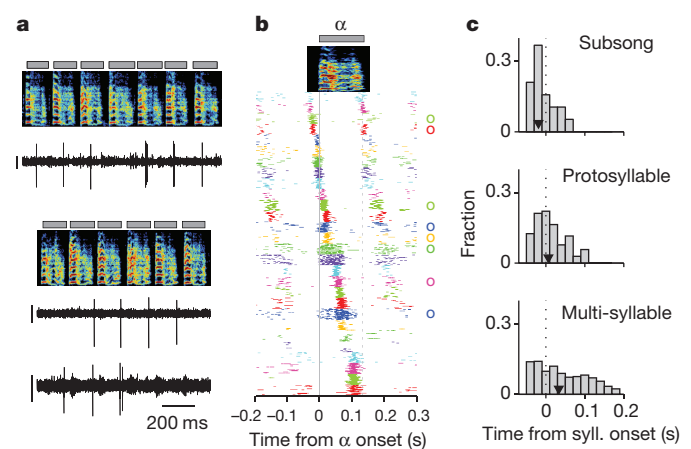 a
200 ms
b
α
−0.2 −0.1 0 0.1 0.2 0.3
Time from α onset (s)
c
Subsong
0.4
0
Protosyllable
0.3
0
Fraction
Multi-syllable
0.3
0
0 0.1 0.2
Time from syll. onset (s)